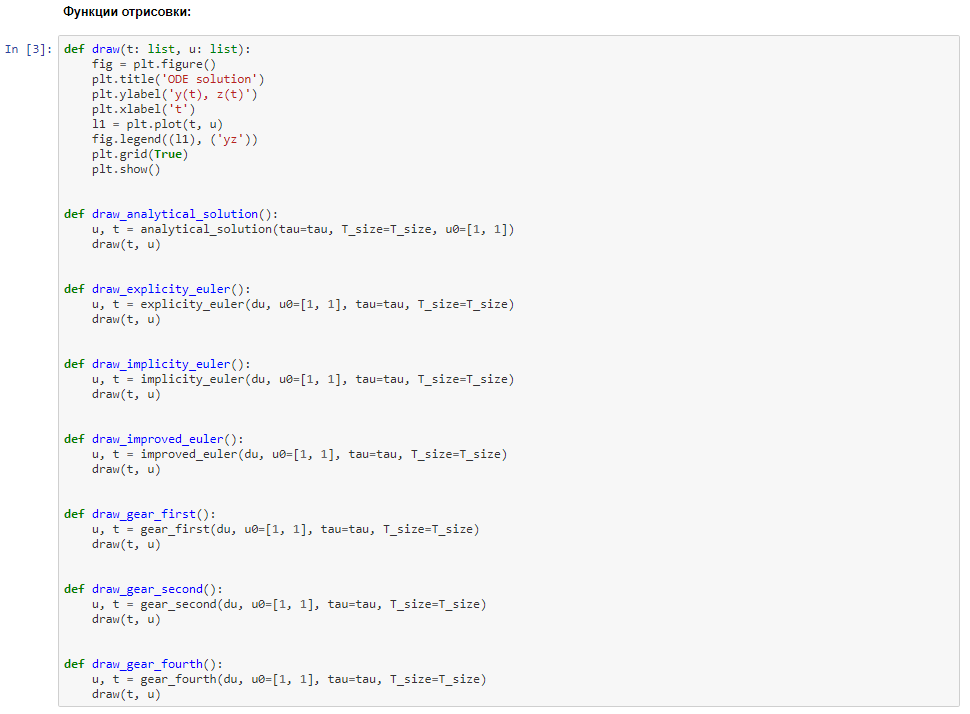 Функции отрисовки:
In [3]:
def draw(t: list, u: list):
    fig = plt.figure()
    plt.title('ODE solution')
    plt.ylabel('y(t), z(t)')
    plt.xlabel('t')
    l1 = plt.plot(t, u)
    fig.legend((l1), ('yz'))
    plt.grid(True)
    plt.show()
def draw_analytical_solution():
    u, t = analytical_solution(tau=tau, T_size=T_size, u0=[1, 1])
    draw(t, u)
def draw_explicity_euler():
    u, t = explicity_euler(du, u0=[1, 1], tau=tau, T_size=T_size)
    draw(t, u)
def draw_implicity_euler():
    u, t = implicity_euler(du, u0=[1, 1], tau=tau, T_size=T_size)
    draw(t, u)
def draw_improved_euler():
    u, t = improved_euler(du, u0=[1, 1], tau=tau, T_size=T_size)
    draw(t, u)
def draw_gear_first():
    u, t = gear_first(du, u0=[1, 1], tau=tau, T_size=T_size)
    draw(t, u)
def draw_gear_second():
    u, t = gear_second(du, u0=[1, 1], tau=tau, T_size=T_size)
    draw(t, u)
def draw_gear_fourth():
    u, t = gear_fourth(du, u0=[1, 1], tau=tau, T_size=T_size)
    draw(t, u)